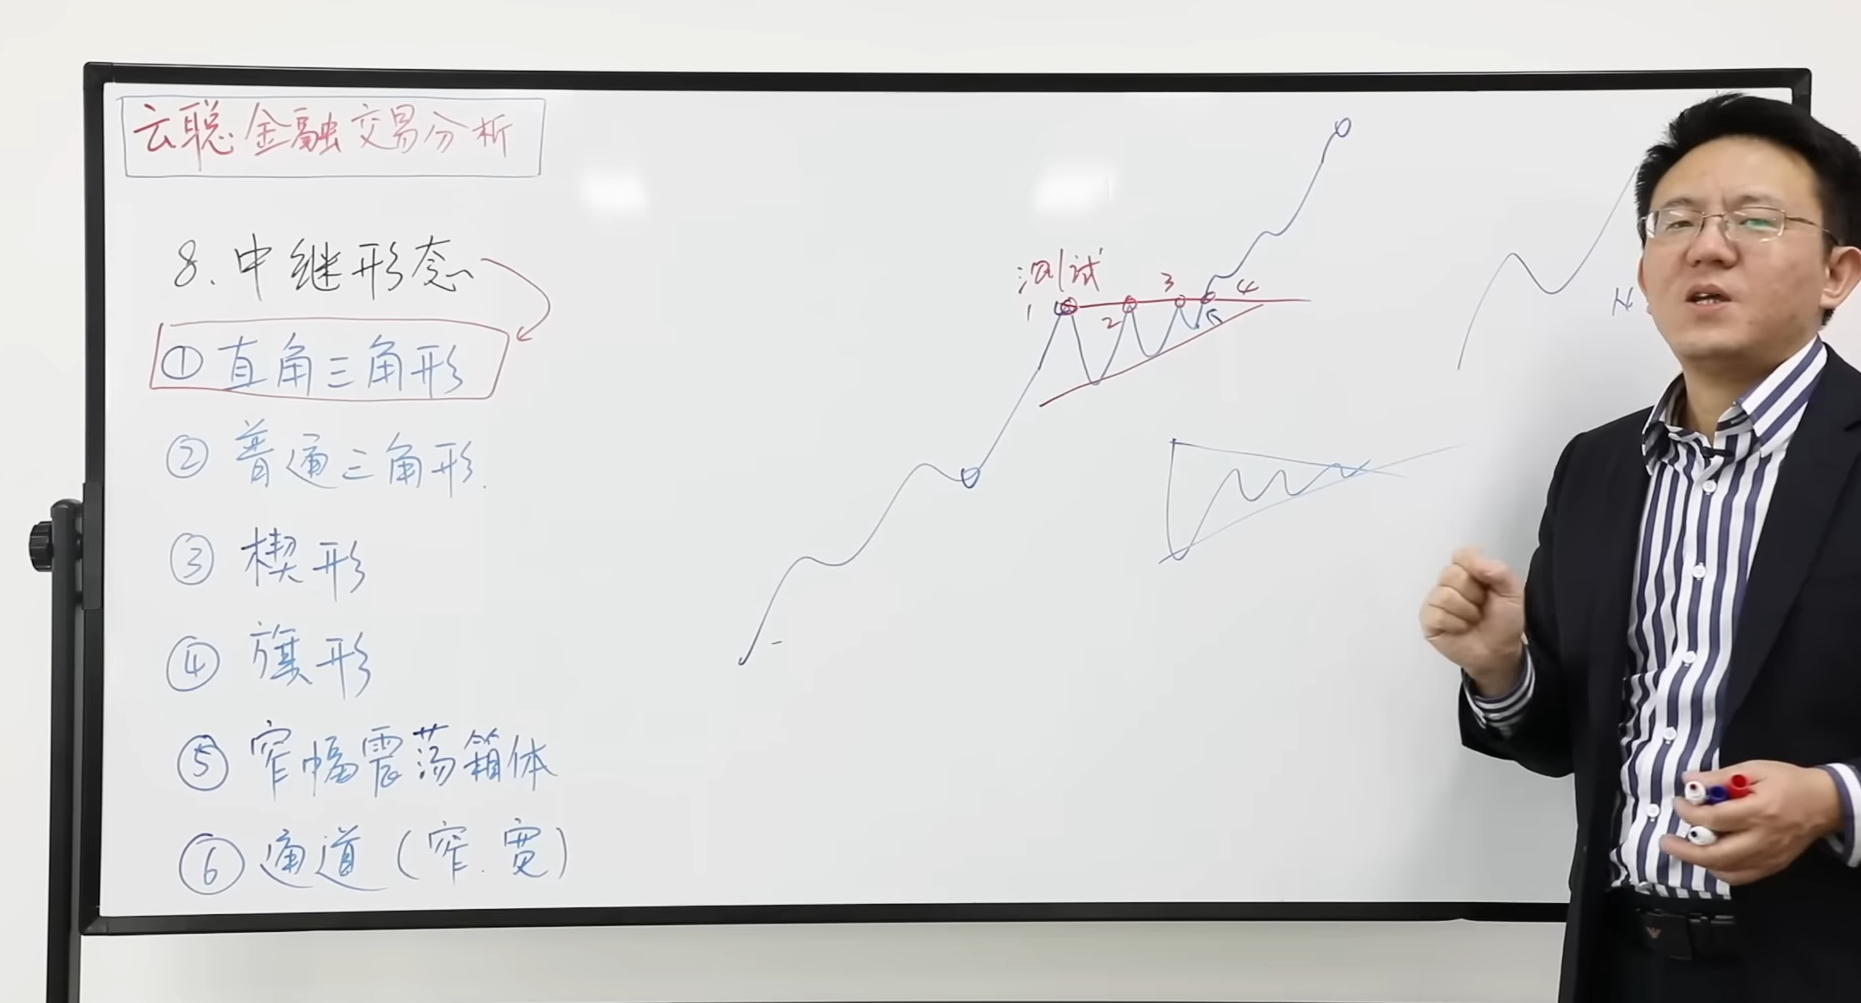 云聪金融交易分析
8.中继形态
① 直角三角形
② 普通三角形
③ 楔形
④ 旗形
⑤ 窄幅震荡箱体
⑥ 通道(窄.宽)
测试
1 2 3 4